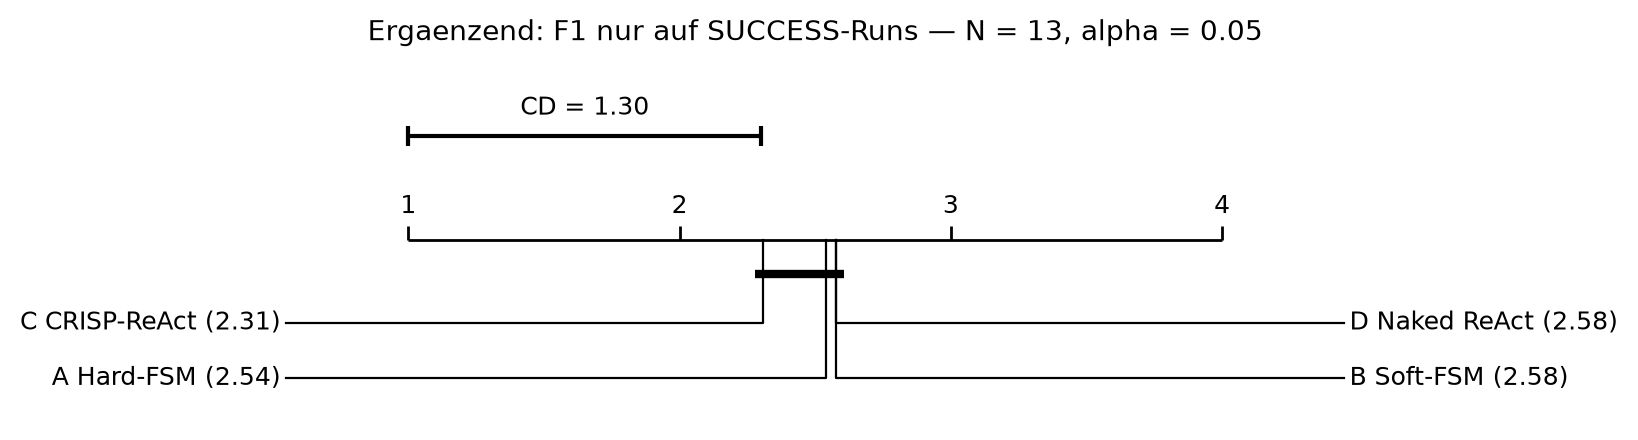 Ergaenzend: F1 nur auf SUCCESS-Runs — N = 13, alpha = 0.05
CD = 1.30
1 2 3 4
C CRISP-ReAct (2.31) D Naked ReAct (2.58)
A Hard-FSM (2.54) B Soft-FSM (2.58)